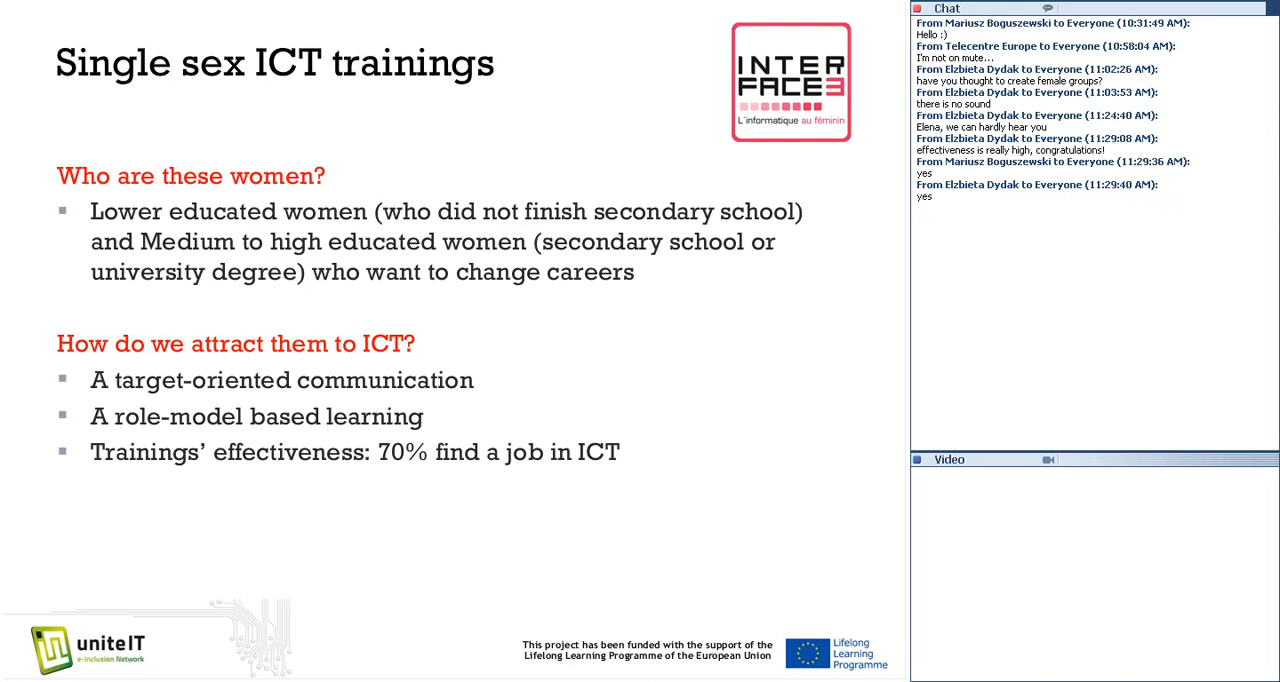 Single sex ICT trainings
INTER
FACE3
L'informatique au féminin
Who are these women?
Lower educated women (who did not finish secondary school)
and Medium to high educated women (secondary school or
university degree) who want to change careers
How do we attract them to ICT?
A target-oriented communication
A role-model based learning
Trainings’ effectiveness: 70% find a job in ICT
uniteIT
e-Inclusion Network
This project has been funded with the support of the
Lifelong Learning Programme of the European Union
Lifelong
Learning
Programme
Chat
From Mariusz Boguszewski to Everyone (10:31:49 AM):
Hello :)
From Telecentre Europe to Everyone (10:58:04 AM):
I'm not on mute...
From Elzbieta Dydak to Everyone (11:02:26 AM):
have you thought to create female groups?
From Elzbieta Dydak to Everyone (11:03:53 AM):
there is no sound
From Elzbieta Dydak to Everyone (11:24:40 AM):
Elena, we can hardly hear you
From Elzbieta Dydak to Everyone (11:29:08 AM):
effectiveness is really high, congratulations!
From Mariusz Boguszewski to Everyone (11:29:36 AM):
yes
From Elzbieta Dydak to Everyone (11:29:40 AM):
yes
Video